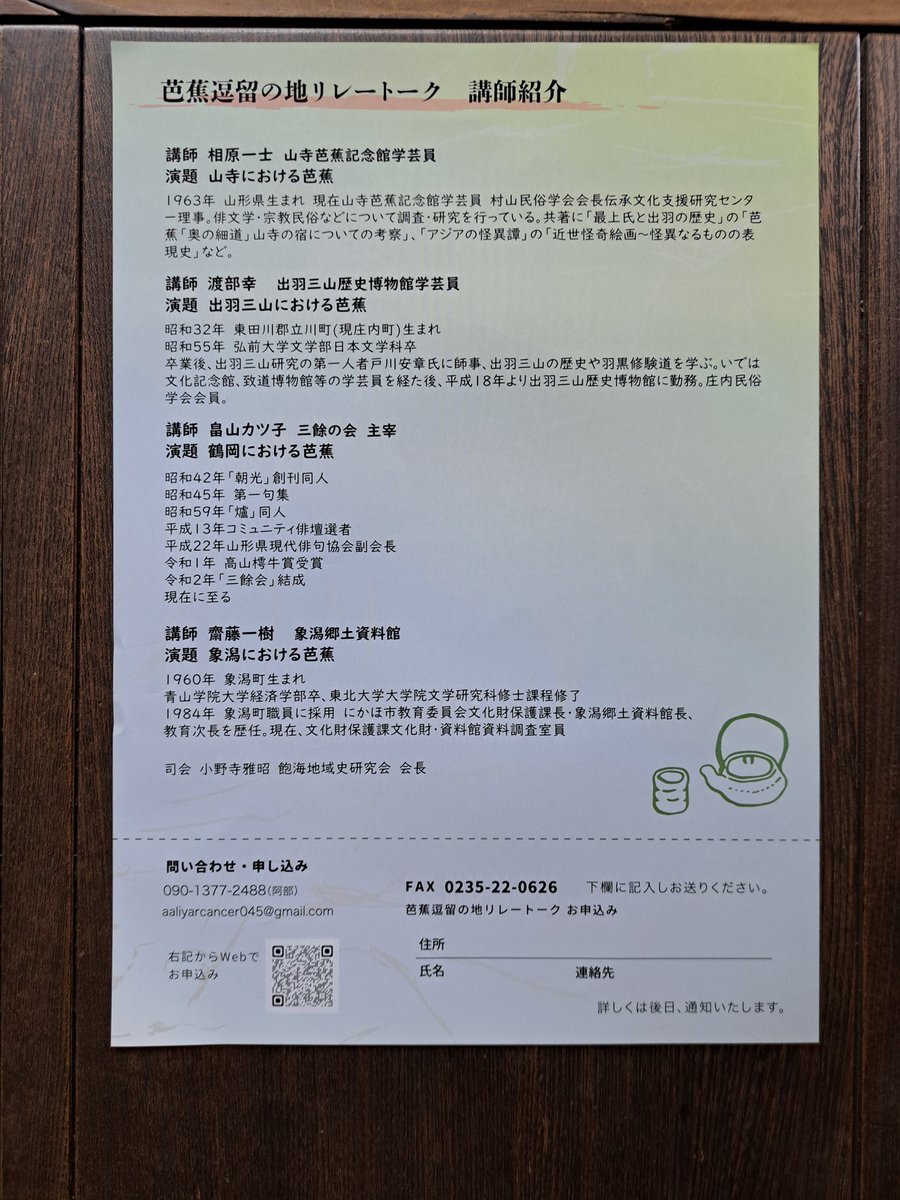 芭蕉逗留の地リレートーク　講師紹介
講師 相原一士 山寺芭蕉記念館学芸員
演題 山寺における芭蕉
1963年 山形県生まれ 現在山寺芭蕉記念館学芸員 村山民俗学会会長伝承文化支援研究センタ
ー理事。俳文学・宗教民俗などについて調査・研究を行っている。共著に「最上氏と出羽の歴史」の「芭
蕉「奥の細道」山寺の宿についての考察」、「アジアの怪異譚」の「近世怪奇絵画～怪異なるものの表
現史」など。
講師 渡部幸　出羽三山歴史博物館学芸員
演題 出羽三山における芭蕉
昭和32年 東田川郡立川町(現庄内町)生まれ
昭和55年 弘前大学文学部日本文学科卒
卒業後、出羽三山研究の第一人者戸川安章氏に師事、出羽三山の歴史や羽黒修験道を学ぶ。いでは
文化記念館、致道博物館等の学芸員を経た後、平成18年より出羽三山歴史博物館に勤務。庄内民俗
学会会員。
講師 畠山カツ子 三餘の会 主宰
演題 鶴岡における芭蕉
昭和42年「朝光」創刊同人
昭和45年 第一句集
昭和59年「爐」同人
平成13年コミュニティ俳壇選者
平成22年山形県現代俳句協会副会長
令和1年 高山樗牛賞受賞
令和2年「三餘会」結成
現在に至る
講師 齋藤一樹　象潟郷土資料館
演題 象潟における芭蕉
1960年 象潟町生まれ
青山学院大学経済学部卒、東北大学大学院文学研究科修士課程修了
1984年 象潟町職員に採用 にかほ市教育委員会文化財保護課長・象潟郷土資料館長、
教育次長を歴任。現在、文化財保護課文化財・資料館資料調査室員
司会 小野寺雅昭 飽海地域史研究会 会長
問い合わせ・申し込み
090-1377-2488(阿部)
aaliyarcancer045@gmail.com
右記からWebで
お申込み
FAX 0235-22-0626　下欄に記入しお送りください。
芭蕉逗留の地リレートーク お申込み
住所
氏名　連絡先
詳しくは後日、通知いたします。